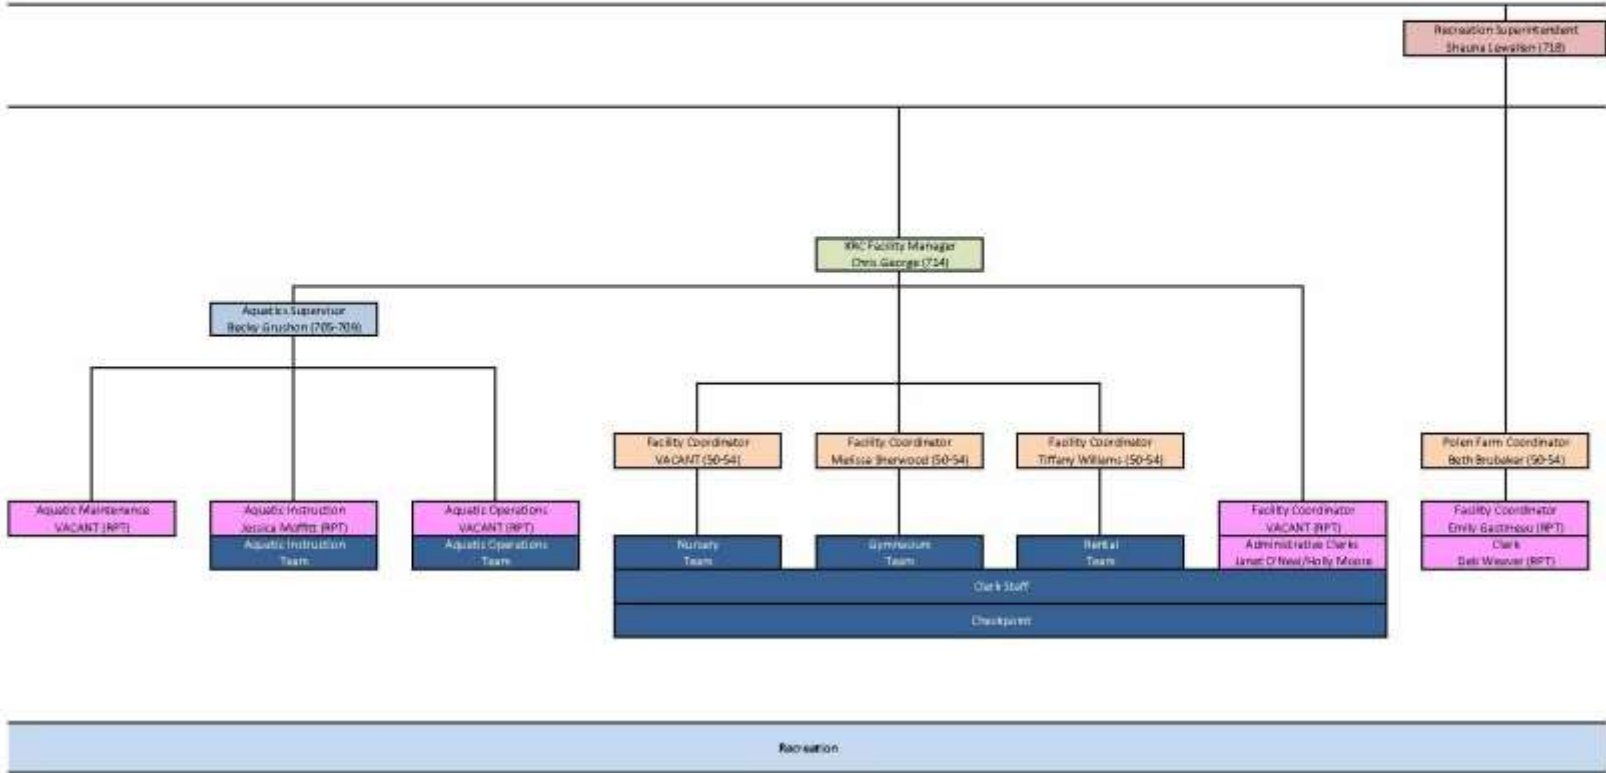 Recreation Superintendent
Shauna Lewallen (718)
KRC Facility Manager
Chris George (714)
Aquatics Supervisor
Becky Grushon (705-709)
Facility Coordinator
VACANT (50-54)
Facility Coordinator
Melissa Sherwood (50-54)
Facility Coordinator
Tiffany Williams (50-54)
Polen Farm Coordinator
Beth Brubaker (50-54)
Aquatic Maintenance
VACANT (RPT)
Aquatic Instruction
Jessica Moffitt (RPT)
Aquatic Instruction
Team
Aquatic Operations
VACANT (RPT)
Aquatic Operations
Team
Nursery
Team
Gymnasium
Team
Rental
Team
Facility Coordinator
VACANT (RPT)
Administrative Clerks
Janet O'Neal/Holly Moore
Facility Coordinator
Emily Gastineau (RPT)
Clerk
Deb Weaver (RPT)
Clerk Staff
Checkpoint
Recreation